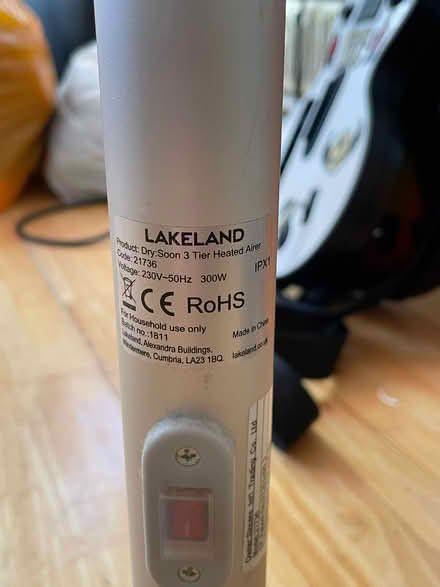 LAKELAND
Product: Dry:Soon 3 Tier Heated Airer
Code: 21736
Voltage: 230V~50Hz 300W
IPX1
CE RoHS
For Household use only
Batch no.:1811
Made in China
Lakeland, Alexandra Buildings,
Windermere, Cumbria, LA23 1BQ.
lakeland.co.uk